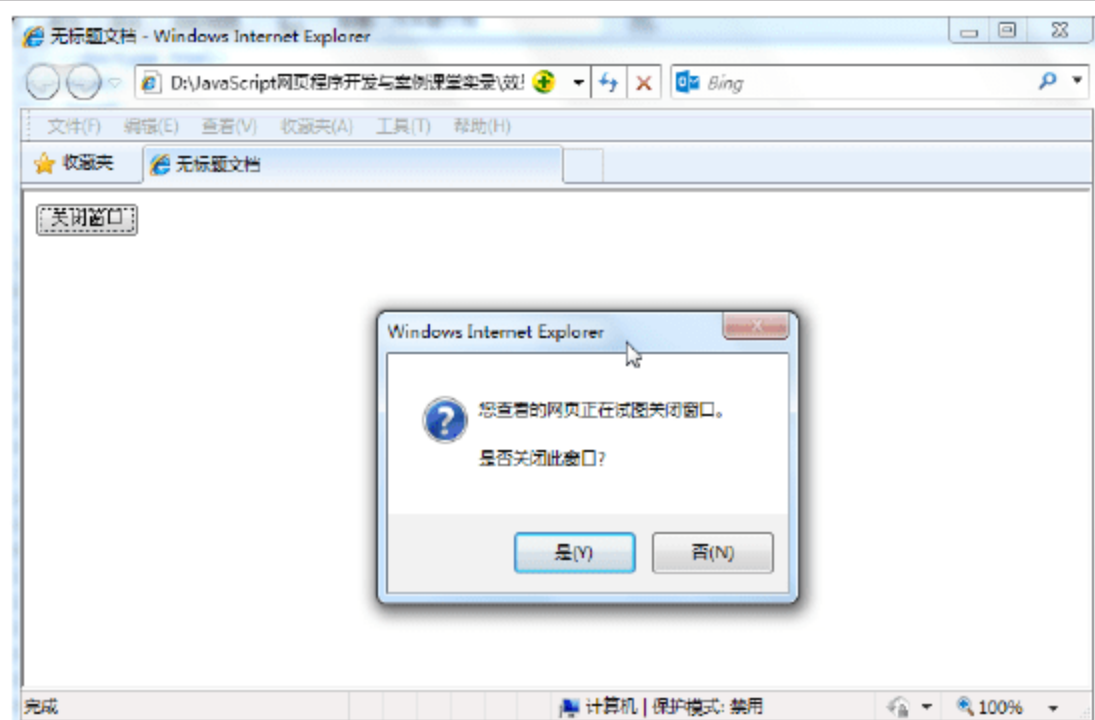 无标题文档 - Windows Internet Explorer
D:\JavaScript网页程序开发与案例课堂实录\效!
Bing
文件(F) 编辑(E) 查看(V) 收藏夹(A) 工具(T) 帮助(H)
收藏夹 无标题文档
关闭窗口
Windows Internet Explorer
您查看的网页正在试图关闭窗口。
是否关闭此窗口?
是(Y) 否(N)
完成 计算机 | 保护模式: 禁用 100%